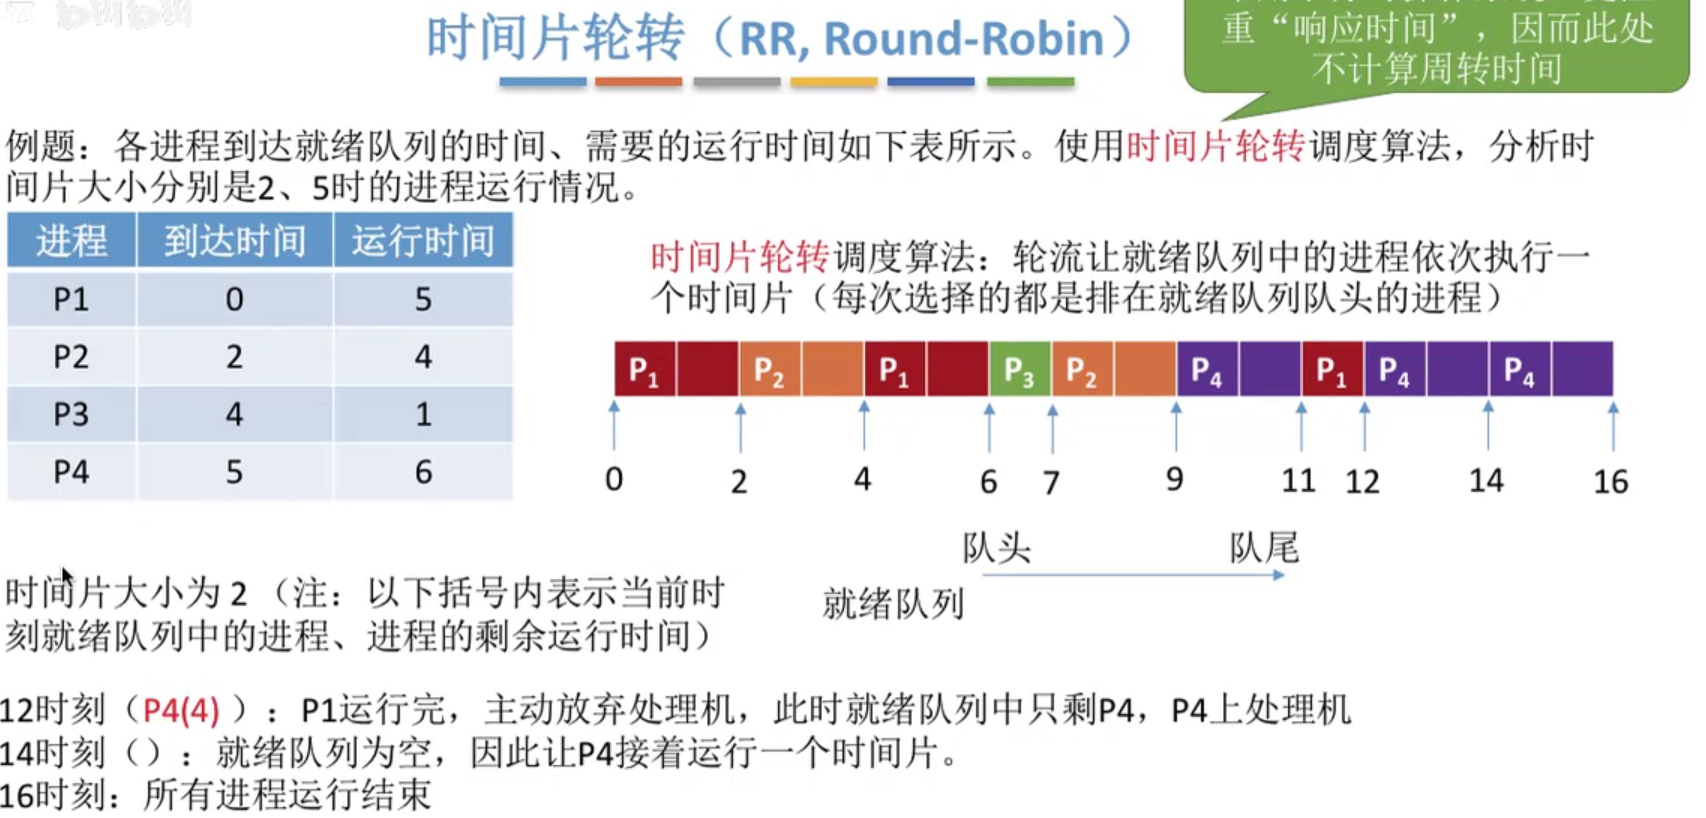 时间片轮转（RR, Round-Robin）
重“响应时间”，因而此处
不计算周转时间
例题：各进程到达就绪队列的时间、需要的运行时间如下表所示。使用时间片轮转调度算法，分析时
间片大小分别是2、5时的进程运行情况。
进程 到达时间 运行时间
P1 0 5
P2 2 4
P3 4 1
P4 5 6
时间片轮转调度算法：轮流让就绪队列中的进程依次执行一
个时间片（每次选择的都是排在就绪队列队头的进程）
P1 P2 P1 P3 P2 P4 P1 P4 P4
0 2 4 6 7 9 11 12 14 16
队头 队尾
就绪队列
时间片大小为 2 （注：以下括号内表示当前时
刻就绪队列中的进程、进程的剩余运行时间）
12时刻（P4(4) ）：P1运行完，主动放弃处理机，此时就绪队列中只剩P4，P4上处理机
14时刻（）：就绪队列为空，因此让P4接着运行一个时间片。
16时刻：所有进程运行结束